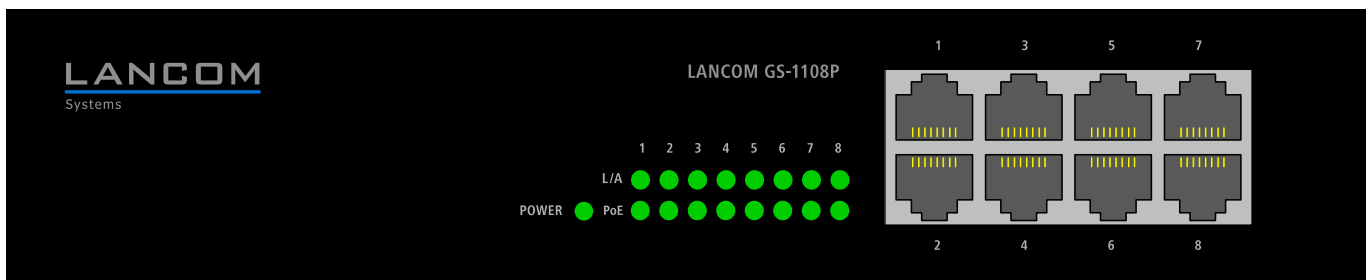 LANCOM
Systems
LANCOM GS-1108P
1 3 5 7
1 2 3 4 5 6 7 8
L/A
POWER PoE
2 4 6 8